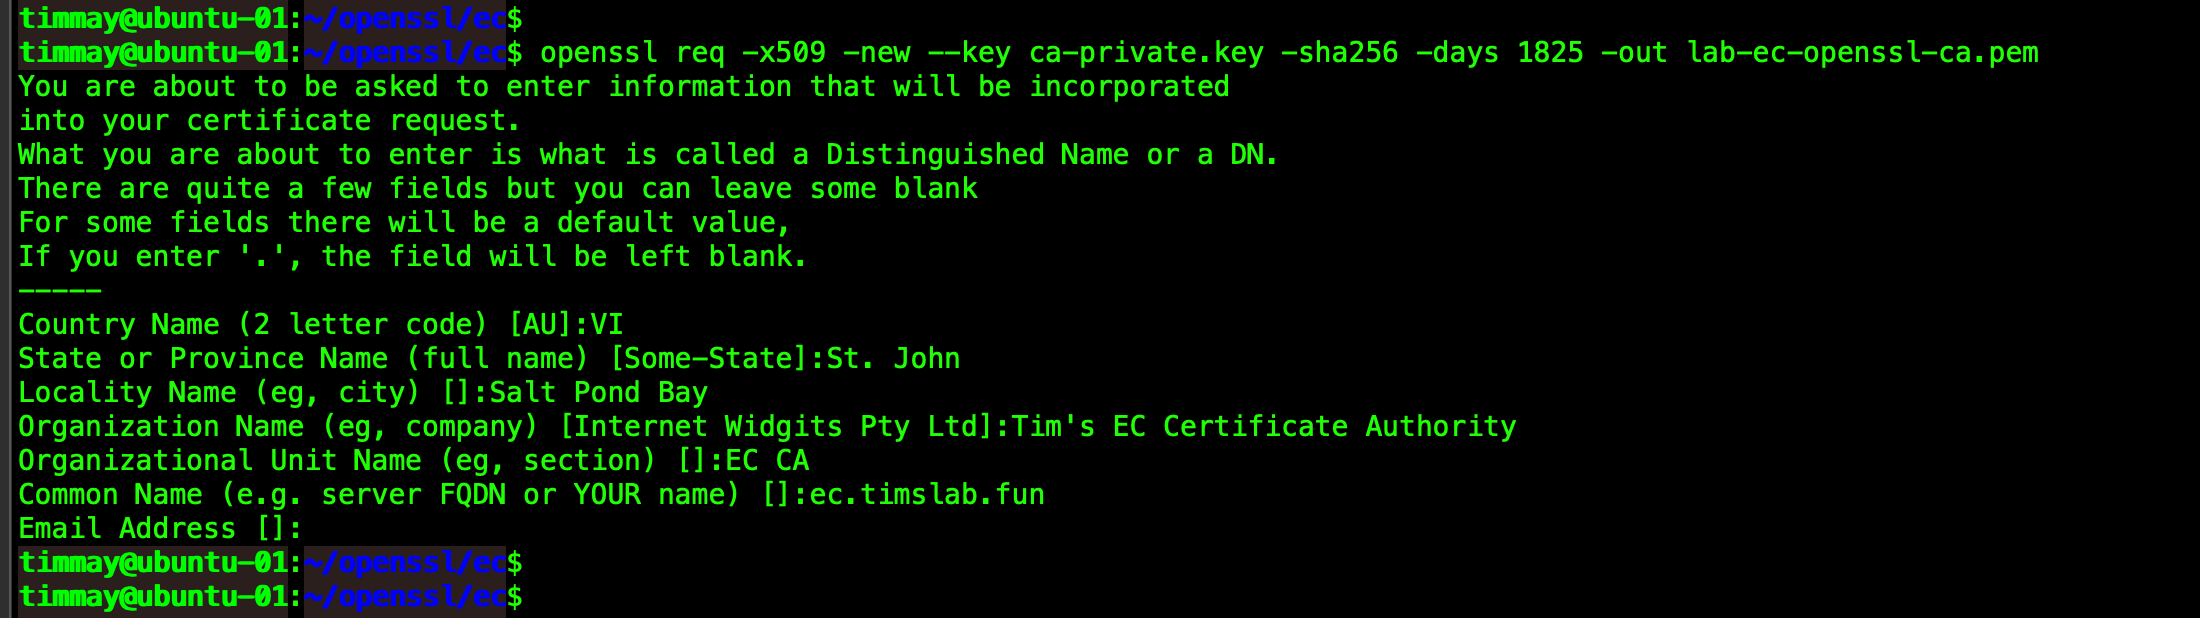 timmay@ubuntu-01:~/openssl/ec$
timmay@ubuntu-01:~/openssl/ec$ openssl req -x509 -new --key ca-private.key -sha256 -days 1825 -out lab-ec-openssl-ca.pem
You are about to be asked to enter information that will be incorporated
into your certificate request.
What you are about to enter is what is called a Distinguished Name or a DN.
There are quite a few fields but you can leave some blank
For some fields there will be a default value,
If you enter '.', the field will be left blank.
-----
Country Name (2 letter code) [AU]:VI
State or Province Name (full name) [Some-State]:St. John
Locality Name (eg, city) []:Salt Pond Bay
Organization Name (eg, company) [Internet Widgits Pty Ltd]:Tim's EC Certificate Authority
Organizational Unit Name (eg, section) []:EC CA
Common Name (e.g. server FQDN or YOUR name) []:ec.timslab.fun
Email Address []:
timmay@ubuntu-01:~/openssl/ec$
timmay@ubuntu-01:~/openssl/ec$